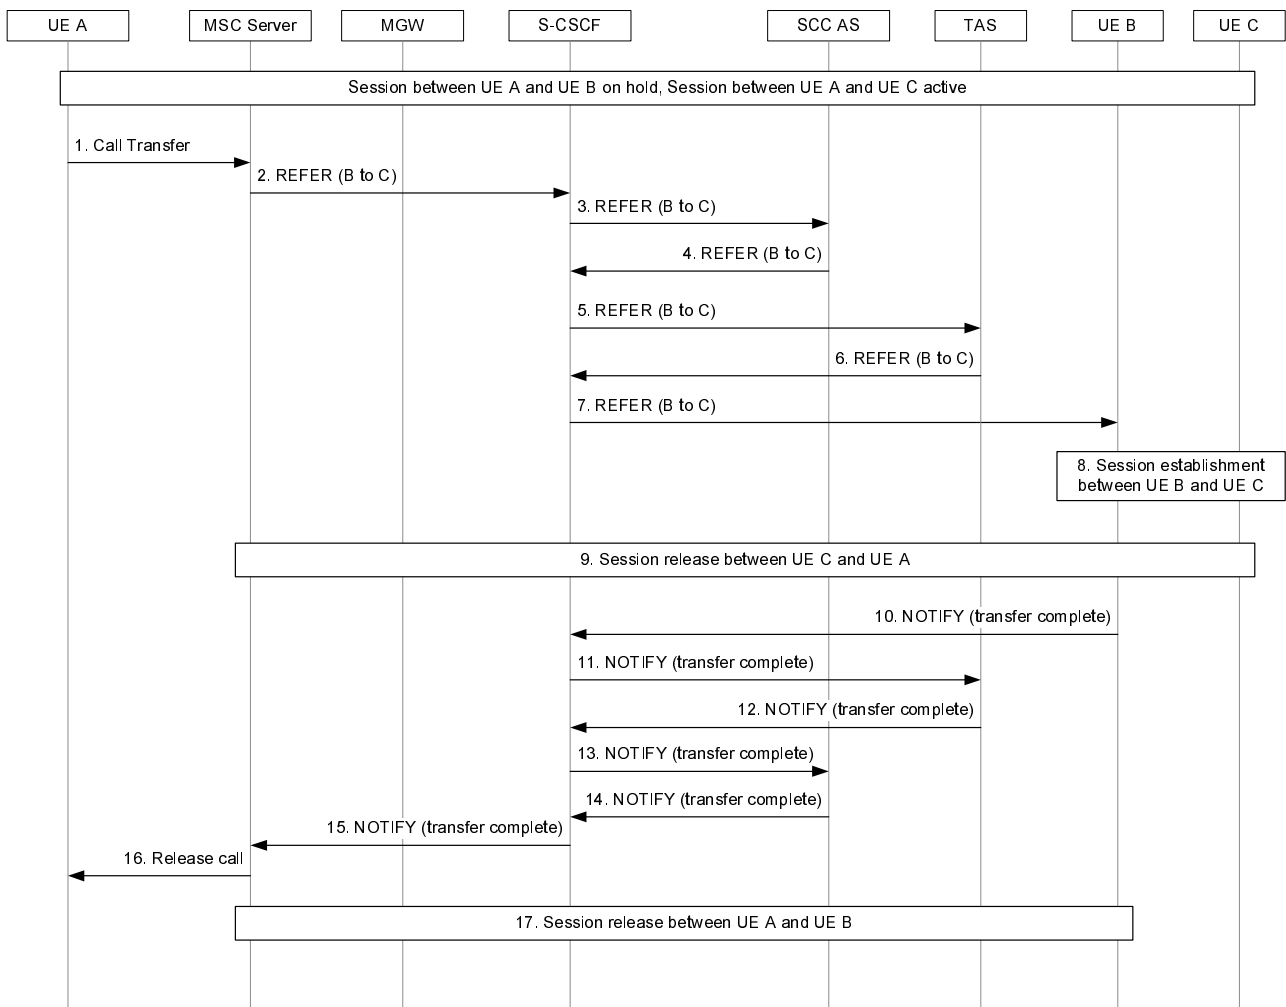 UE A
MSC Server
MGW
S-CSCF
SCC AS
TAS
UE B
UE C
Session between UE A and UE B on hold, Session between UE A and UE C active
1. Call Transfer
2. REFER (B to C)
3. REFER (B to C)
4. REFER (B to C)
5. REFER (B to C)
6. REFER (B to C)
7. REFER (B to C)
8. Session establishment
between UE B and UE C
9. Session release between UE C and UE A
10. NOTIFY (transfer complete)
11. NOTIFY (transfer complete)
12. NOTIFY (transfer complete)
13. NOTIFY (transfer complete)
14. NOTIFY (transfer complete)
15. NOTIFY (transfer complete)
16. Release call
17. Session release between UE A and UE B